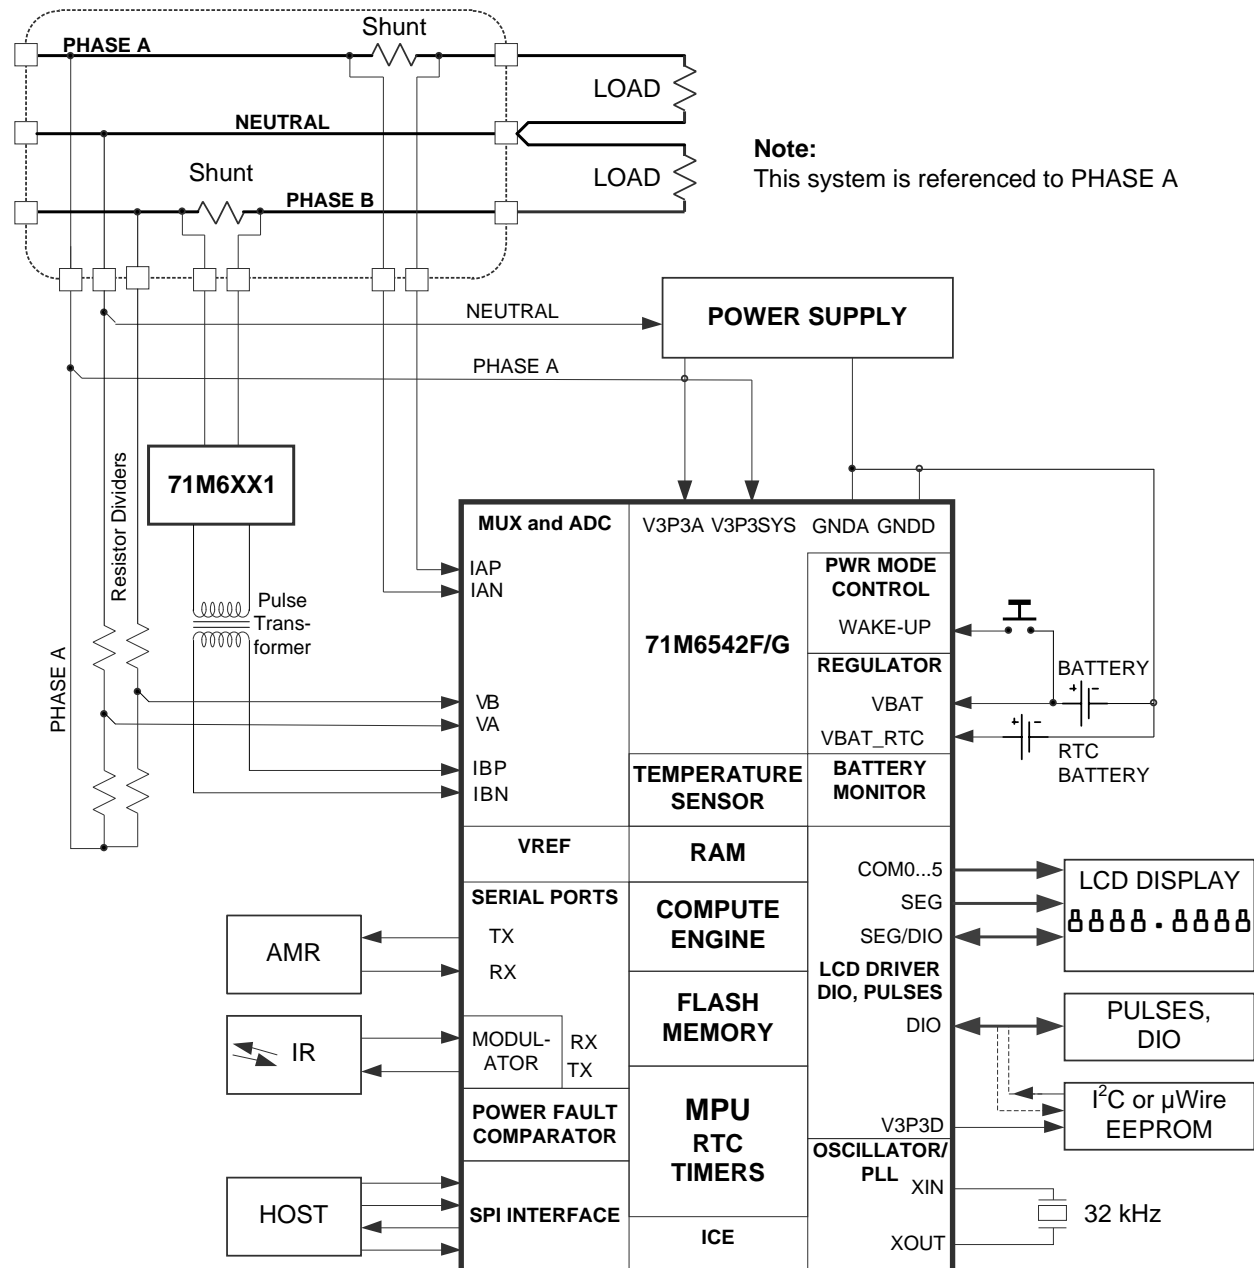 Shunt
PHASE A
LOAD
NEUTRAL
Note:
This system is referenced to PHASE A
Shunt
LOAD
PHASE B
NEUTRAL
POWER SUPPLY
PHASE A
71M6XX1
Resistor Dividers
PHASE A
Pulse
Trans-
former
MUX and ADC
V3P3A V3P3SYS GNDA GNDD
IAP
IAN
PWR MODE
CONTROL
WAKE-UP
71M6542F/G
REGULATOR
BATTERY
VB
VA
VBAT
VBAT_RTC
RTC
BATTERY
IBP
IBN
TEMPERATURE
SENSOR
BATTERY
MONITOR
VREF
RAM
COM0...5
SEG
SEG/DIO
LCD DISPLAY
8888.8888
SERIAL PORTS
TX
RX
AMR
COMPUTE
ENGINE
LCD DRIVER
DIO, PULSES
DIO
PULSES,
DIO
FLASH
MEMORY
IR
MODUL-
ATOR
RX
TX
I²C or µWire
EEPROM
POWER FAULT
COMPARATOR
MPU
RTC
TIMERS
V3P3D
OSCILLATOR/
PLL
XIN
32 kHz
XOUT
HOST
SPI INTERFACE
ICE